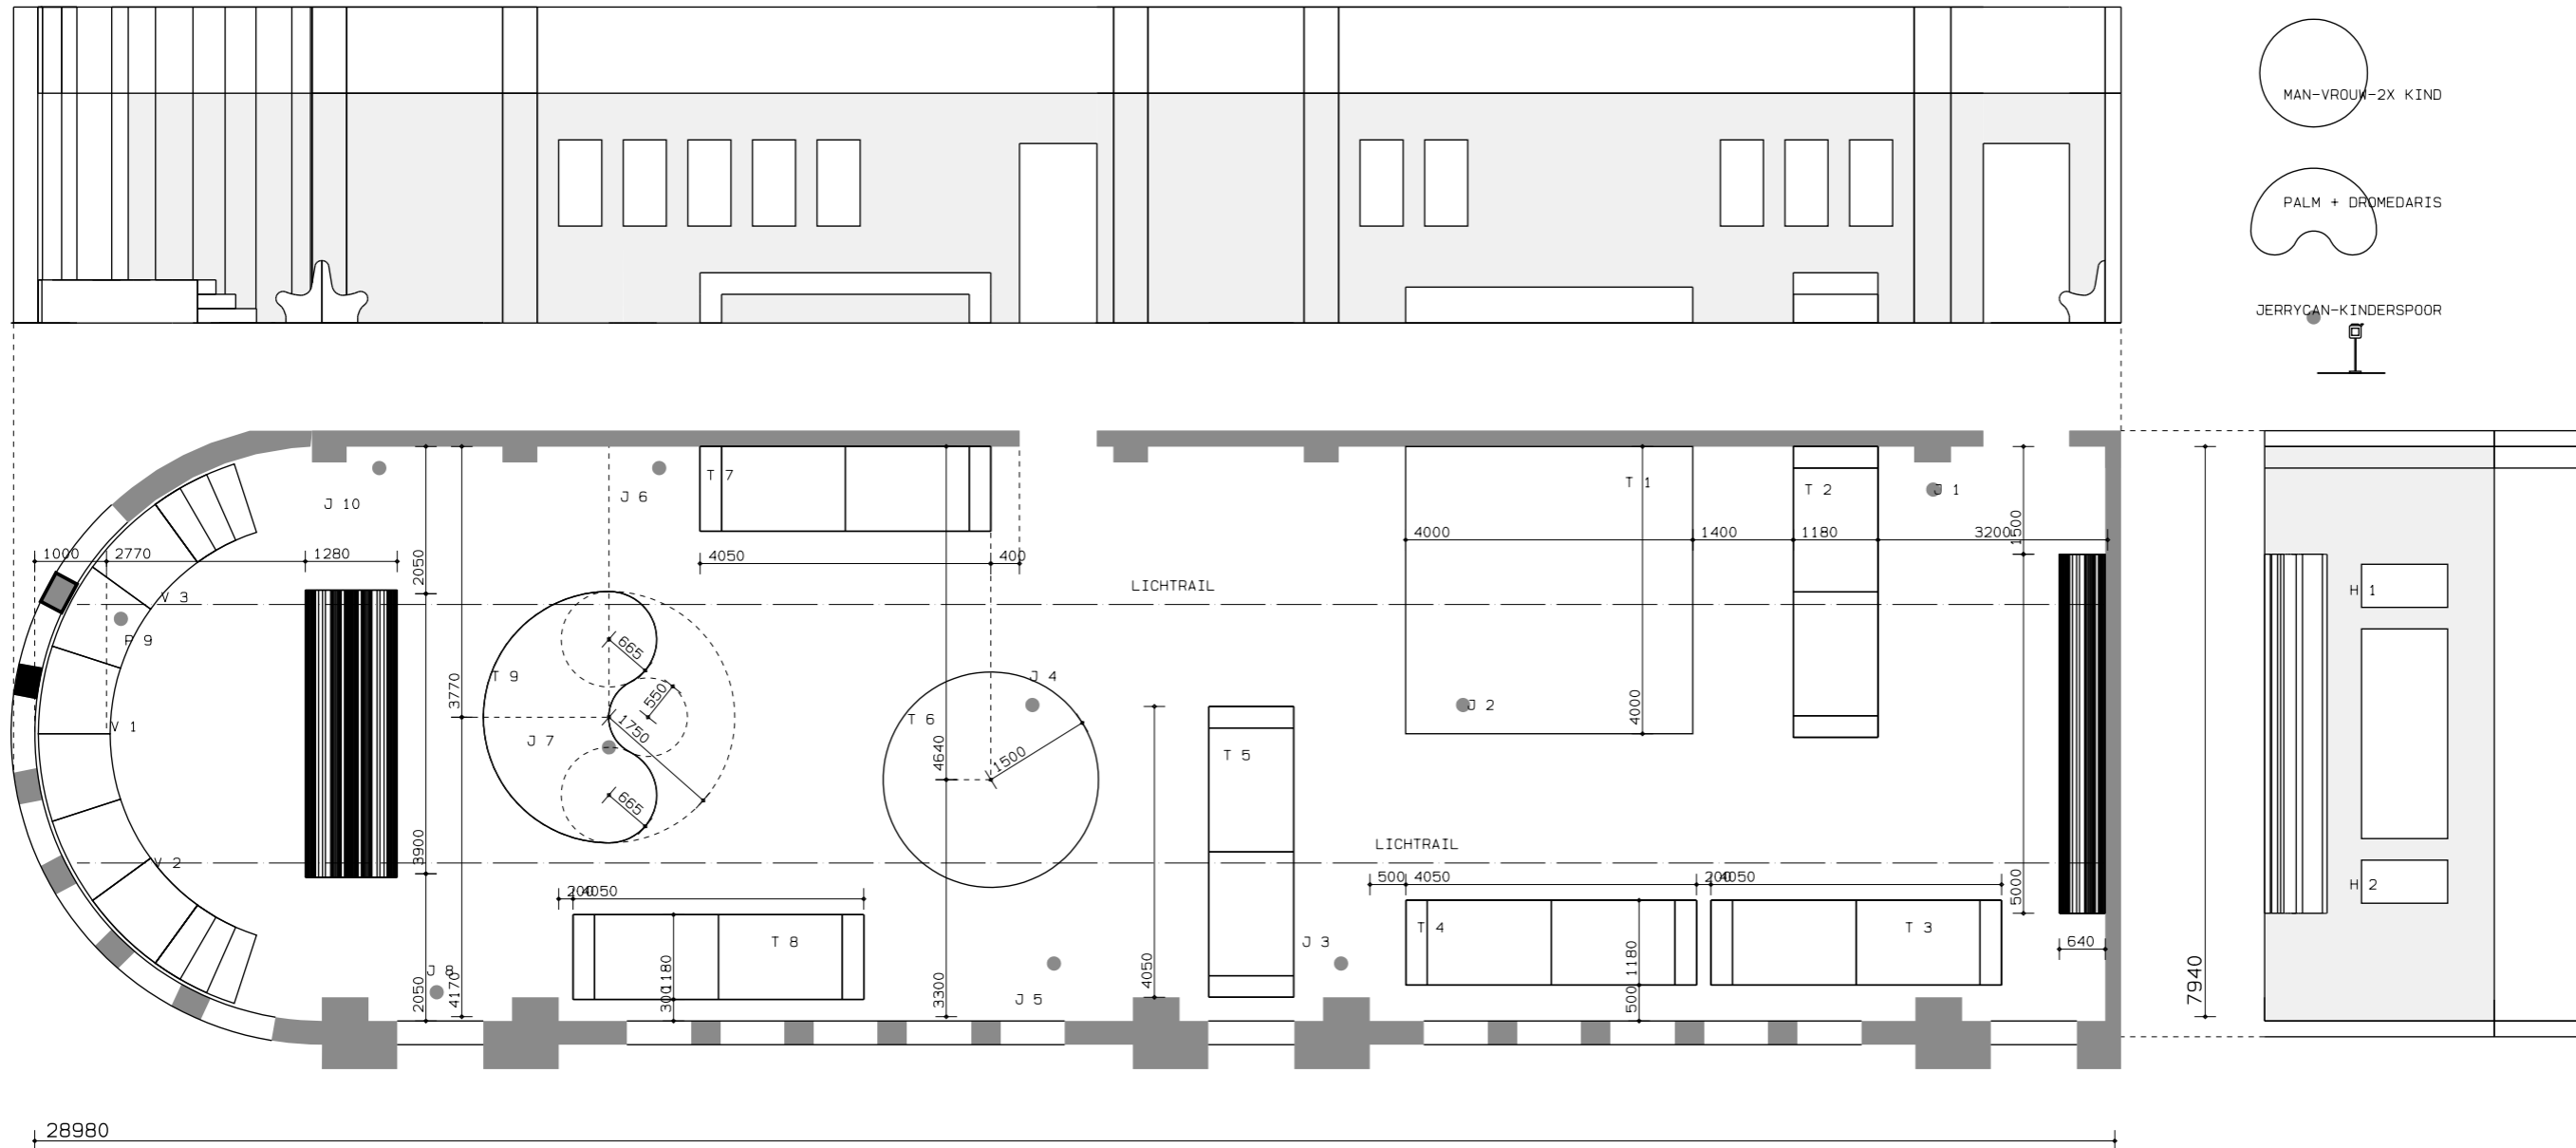 MAN-VROUW-2X KIND
PALM + DROMEDARIS
JERRYCAN-KINDERSPOOR
J 10
J 6
T 7
T 1
T 2
J 1
1500
1000
2770
1280
2050
4050
400
4000
1400
1180
3200
LICHTRAIL
V 3
H 1
P 9
665
T 9
550
3770
J 4
T 6
J 2
V 1
J 7
1750
4640
1500
4000
T 5
665
3900
V 2
LICHTRAIL
200
4050
500
4050
200
4050
5000
H 2
T 8
J 3
T 4
T 3
640
J 8
2050
4170
300
1180
3300
J 5
4050
500
1180
7940
28980